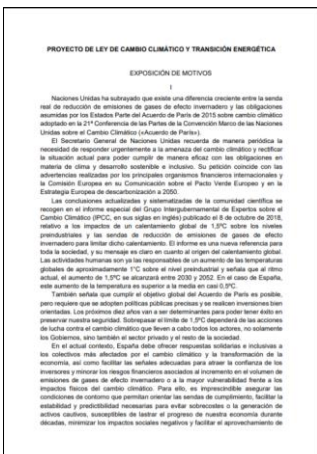 PROYECTO DE LEY DE CAMBIO CLIMÁTICO Y TRANSICIÓN ENERGÉTICA
EXPOSICIÓN DE MOTIVOS
I
Naciones Unidas ha subrayado que existe una diferencia creciente entre la senda
real de reducción de emisiones de gases de efecto invernadero y las obligaciones
asumidas por los Estados Parte del Acuerdo de París de 2015 sobre cambio climático
adoptado en la 21ª Conferencia de las Partes de la Convención Marco de las Naciones
Unidas sobre el Cambio Climático («Acuerdo de París»).
El Secretario General de Naciones Unidas recuerda de manera periódica la
necesidad de responder urgentemente a la amenaza del cambio climático y rectificar
la situación actual para poder cumplir de manera eficaz con las obligaciones en
materia de clima y desarrollo sostenible e inclusivo. Su petición coincide con las
advertencias realizadas por los principales organismos financieros internacionales y
la Comisión Europea en su Comunicación sobre el Pacto Verde Europeo y en la
Estrategia Europea de descarbonización a 2050.
Las conclusiones actualizadas y sistematizadas de la comunidad científica se
recogen en el informe especial del Grupo Intergubernamental de Expertos sobre el
Cambio Climático (IPCC, en sus siglas en inglés) publicado el 8 de octubre de 2018,
relativo a los impactos de un calentamiento global de 1,5ºC sobre los niveles
preindustriales y las sendas de reducción de emisiones de gases de efecto
invernadero para limitar dicho calentamiento. El informe es una nueva referencia para
toda la sociedad, y su mensaje es claro en cuanto al origen del calentamiento global.
Las actividades humanas son ya las responsables de un aumento de las temperaturas
globales de aproximadamente 1°C sobre el nivel preindustrial y señala que al ritmo
actual, el aumento de 1,5ºC se alcanzará entre 2030 y 2052. En el caso de España,
este aumento de la temperatura es superior a la media en casi 0,5ºC.
También señala que cumplir el objetivo global del Acuerdo de París es posible,
pero requiere que se adopten políticas públicas precisas y se realicen inversiones bien
orientadas. Los próximos diez años van a ser determinantes para poder tener éxito en
preservar nuestra seguridad. Sobrepasar el límite de 1,5ºC dependerá de las acciones
de lucha contra el cambio climático que lleven a cabo todos los actores, no solamente
los Gobiernos, sino también el sector privado y el resto de la sociedad.
En el actual contexto, España debe ofrecer respuestas solidarias e inclusivas a
los colectivos más afectados por el cambio climático y la transformación de la
economía, así como facilitar las señales adecuadas para atraer la confianza de los
inversores y minorar los riesgos financieros asociados al incremento en el volumen de
emisiones de gases de efecto invernadero o a la mayor vulnerabilidad frente a los
impactos físicos del cambio climático. Para ello, es imprescindible asegurar las
condiciones de contorno que permitan orientar las sendas de cumplimiento, facilitar la
estabilidad y predictibilidad necesarias para evitar sobrecostes o la generación de
activos cautivos, susceptibles de lastrar el progreso de nuestra economía durante
décadas, minimizar los impactos sociales negativos y facilitar el aprovechamiento de